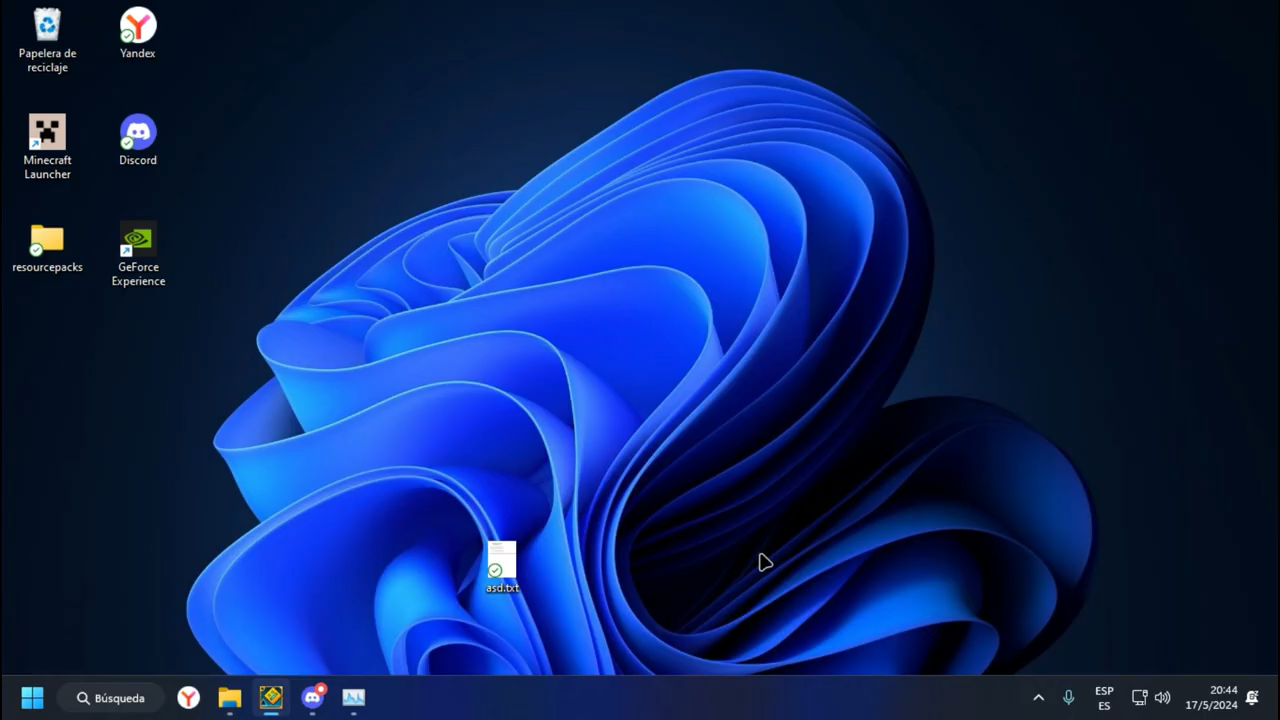 Papelera de
reciclaje
Yandex
Minecraft
Launcher
Discord
resourcepacks
GeForce
Experience
asd.txt
Búsqueda
ESP
ES
20:44
17/5/2024